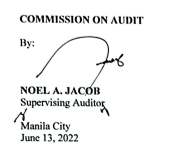 COMMISSION ON AUDIT
By:
NOEL A. JACOB
Supervising Auditor
Manila City
June 13, 2022